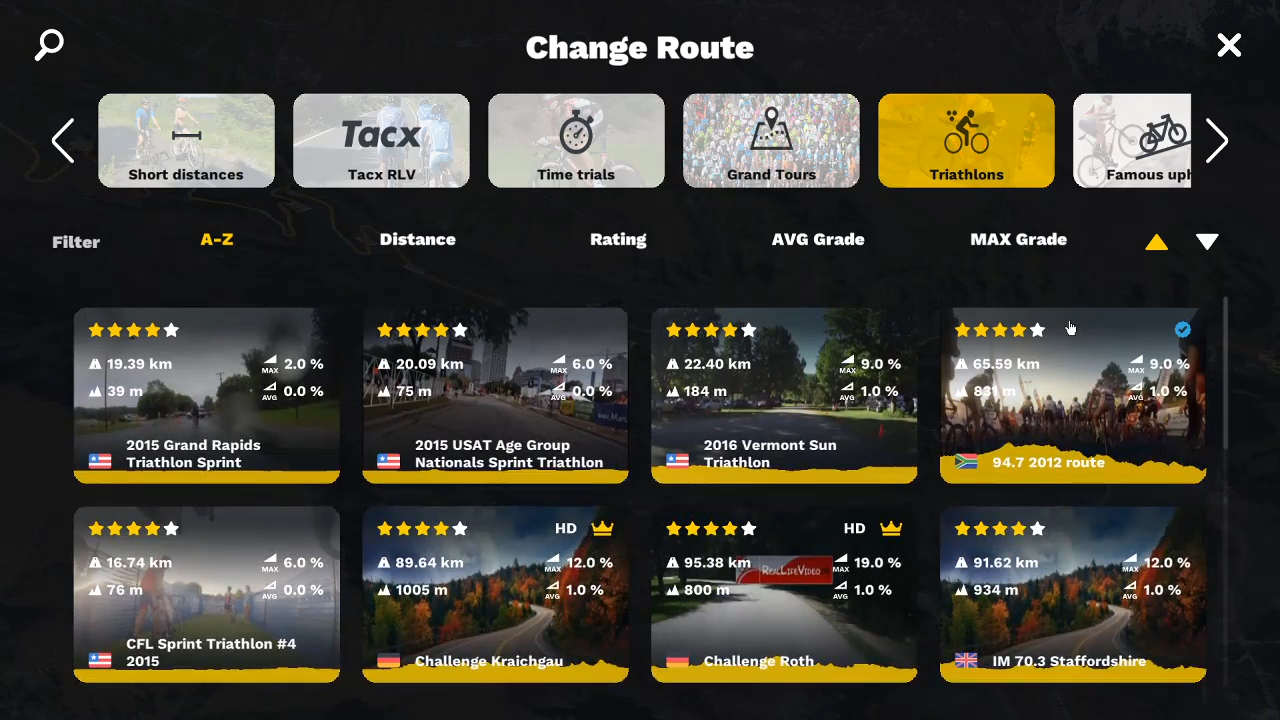 Change Route
Short distances
Tacx
Tacx RLV
Time trials
Grand Tours
Triathlons
Famous uph
Filter
A-Z
Distance
Rating
AVG Grade
MAX Grade
19.39 km
MAX 2.0 %
39 m
AVG 0.0 %
2015 Grand Rapids
Triathlon Sprint
20.09 km
MAX 6.0 %
75 m
AVG 0.0 %
2015 USAT Age Group
Nationals Sprint Triathlon
22.40 km
MAX 9.0 %
184 m
AVG 1.0 %
2016 Vermont Sun
Triathlon
65.59 km
MAX 9.0 %
831 m
AVG 1.0 %
94.7 2012 route
16.74 km
MAX 6.0 %
76 m
AVG 0.0 %
CFL Sprint Triathlon #4
2015
HD
89.64 km
MAX 12.0 %
1005 m
AVG 1.0 %
Challenge Kraichgau
HD
95.38 km
REALLIFEVIDEO
MAX 19.0 %
800 m
AVG 1.0 %
Challenge Roth
91.62 km
MAX 12.0 %
934 m
AVG 1.0 %
IM 70.3 Staffordshire